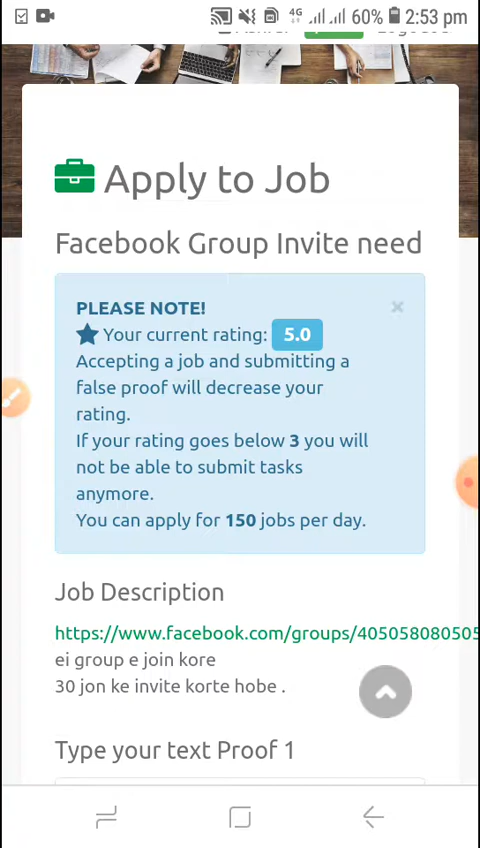 4G 60% 2:53 pm
Apply to Job
Facebook Group Invite need
PLEASE NOTE!
Your current rating: 5.0
Accepting a job and submitting a
false proof will decrease your
rating.
If your rating goes below 3 you will
not be able to submit tasks
anymore.
You can apply for 150 jobs per day.
Job Description
https://www.facebook.com/groups/405058080505
ei group e join kore
30 jon ke invite korte hobe .
Type your text Proof 1